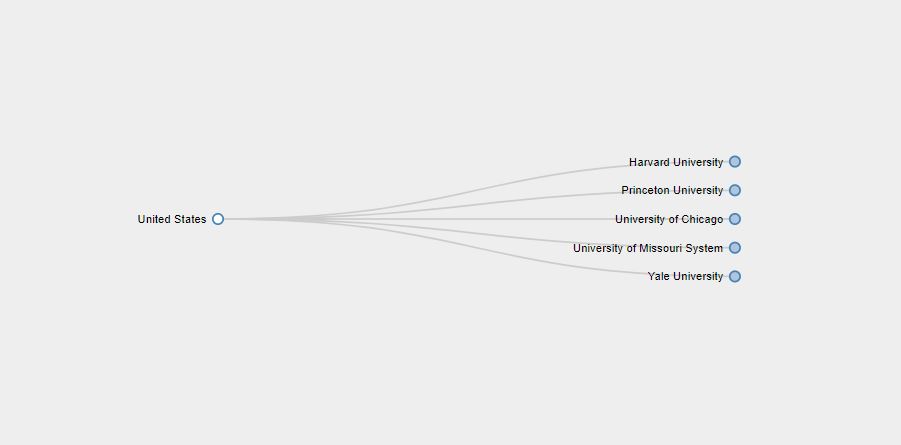 Harvard University
Princeton University
United States
University of Chicago
University of Missouri System
Yale University